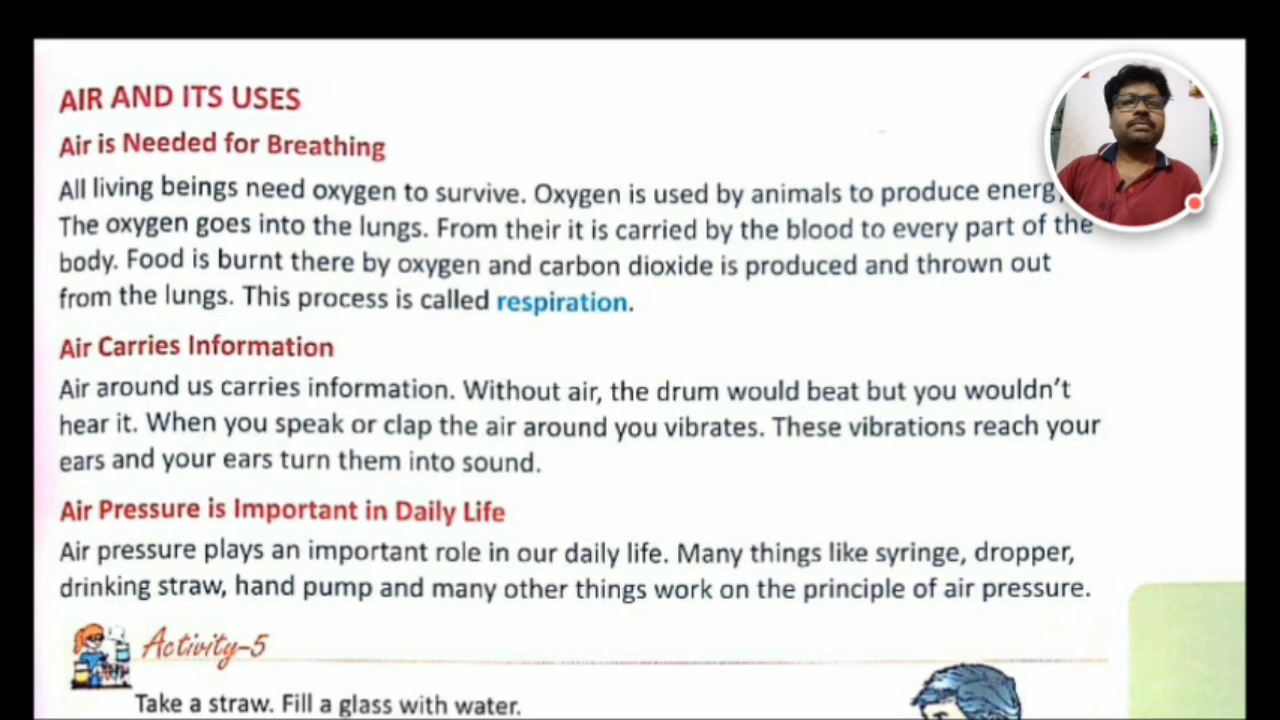 AIR AND ITS USES
Air is Needed for Breathing
All living beings need oxygen to survive. Oxygen is used by animals to produce energ
The oxygen goes into the lungs. From their it is carried by the blood to every part of the
body. Food is burnt there by oxygen and carbon dioxide is produced and thrown out
from the lungs. This process is called respiration.
Air Carries Information
Air around us carries information. Without air, the drum would beat but you wouldn't
hear it. When you speak or clap the air around you vibrates. These vibrations reach your
ears and your ears turn them into sound.
Air Pressure is Important in Daily Life
Air pressure plays an important role in our daily life. Many things like syringe, dropper,
drinking straw, hand pump and many other things work on the principle of air pressure.
Activity-5
Take a straw. Fill a glass with water.